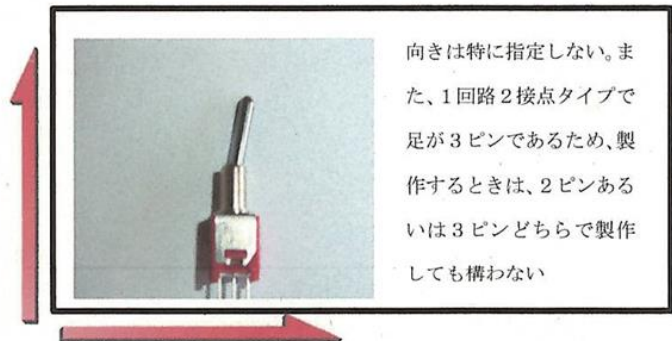 向きは特に指定しない。ま
た、1回路2接点タイプで
足が3ピンであるため、製
作するときは、2ピンある
いは3ピンどちらで製作
しても構わない